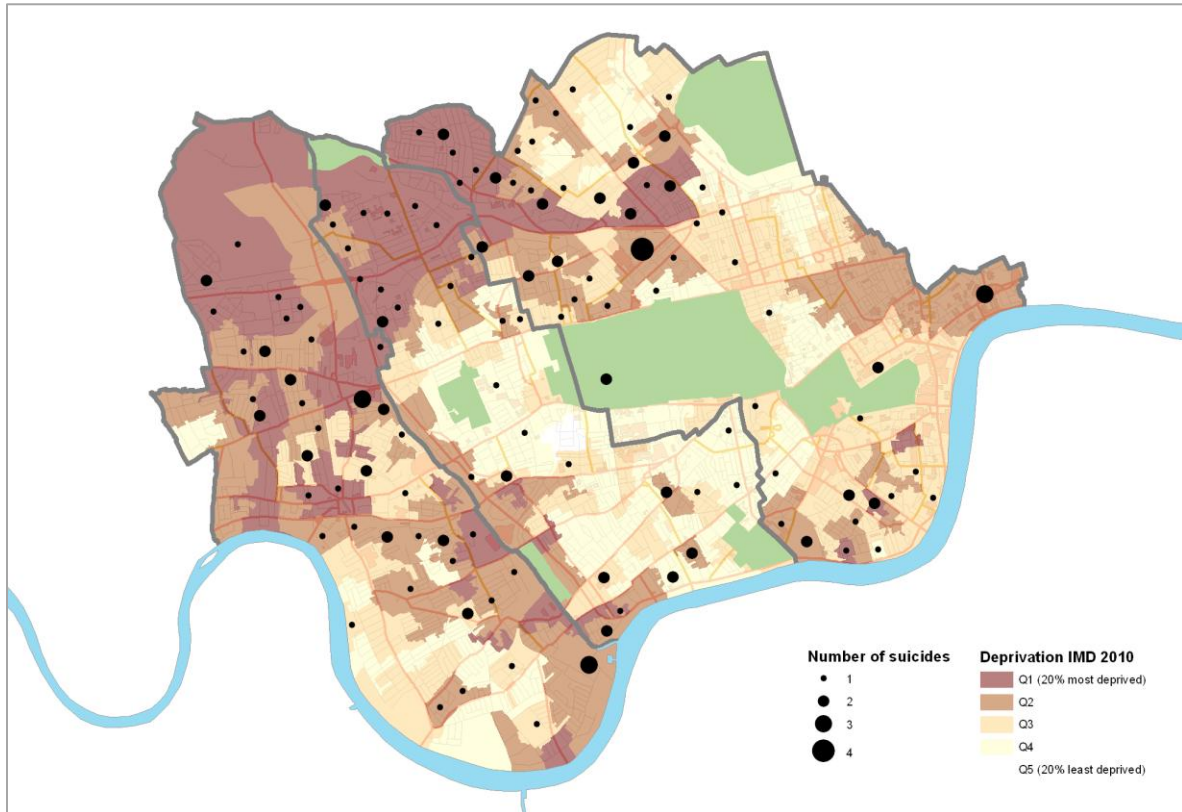 Number of suicides
1
2
3
4
Deprivation IMD 2010
Q1 (20% most deprived)
Q2
Q3
Q4
Q5 (20% least deprived)